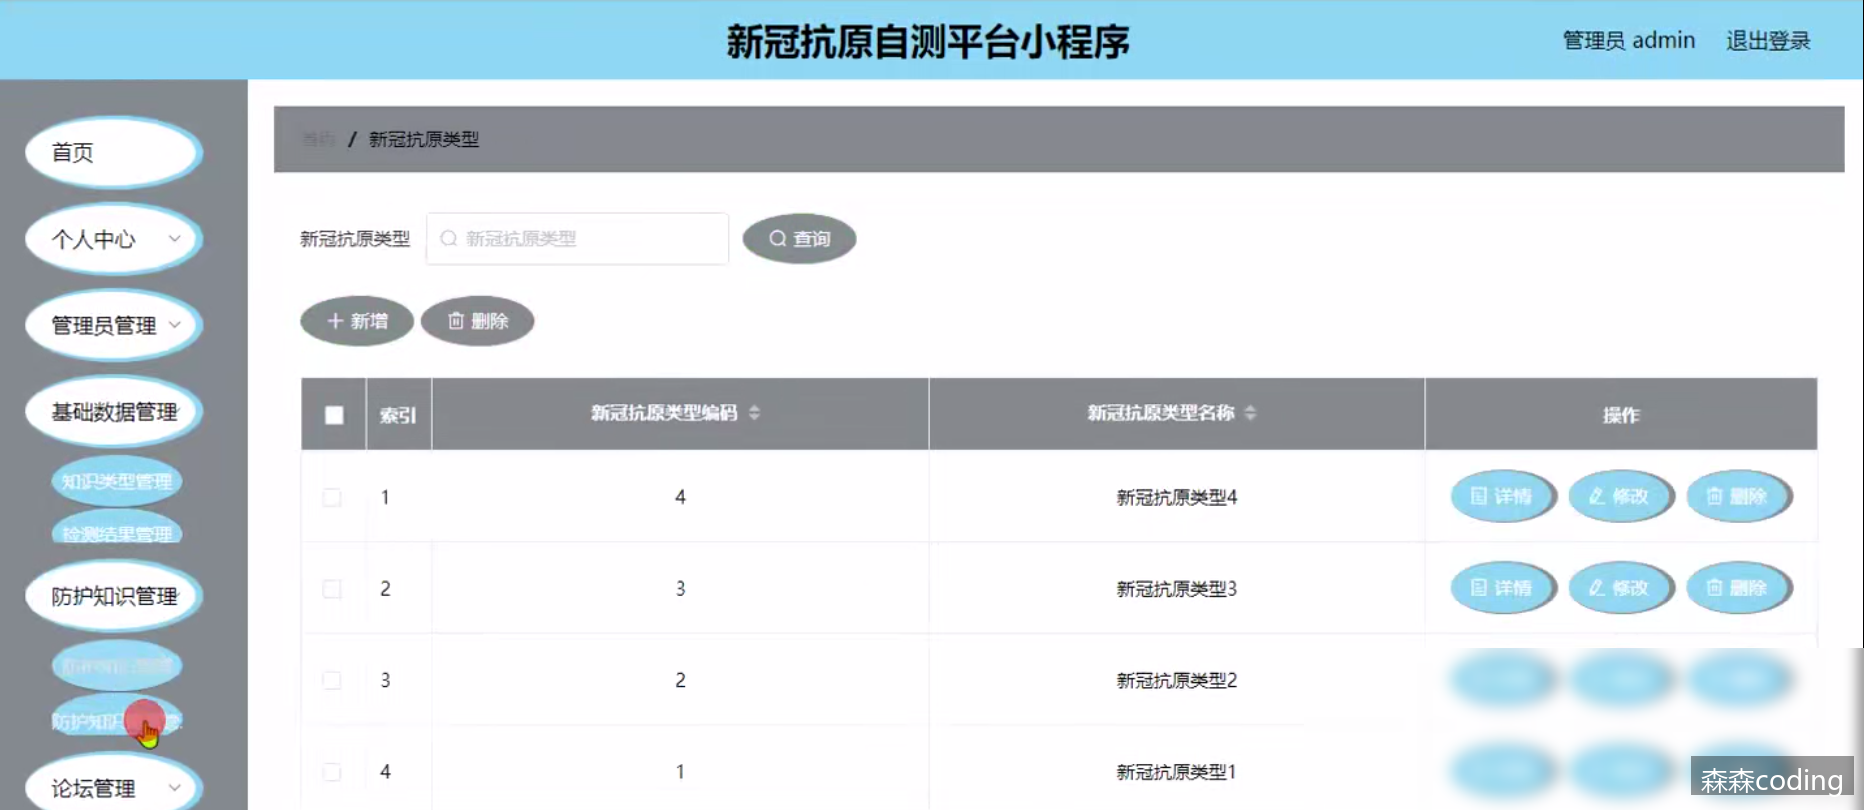 新冠抗原自测平台小程序
管理员 admin
退出登录
首页
个人中心
管理员管理
基础数据管理
知识类型管理
检测结果管理
防护知识管理
防护知识
论坛管理
首页 / 新冠抗原类型
新冠抗原类型
新冠抗原类型
查询
新增
删除
索引 新冠抗原类型编码 新冠抗原类型名称 操作
1 4 新冠抗原类型4 详情 修改 删除
2 3 新冠抗原类型3 详情 修改 删除
3 2 新冠抗原类型2
4 1 新冠抗原类型1
森森coding